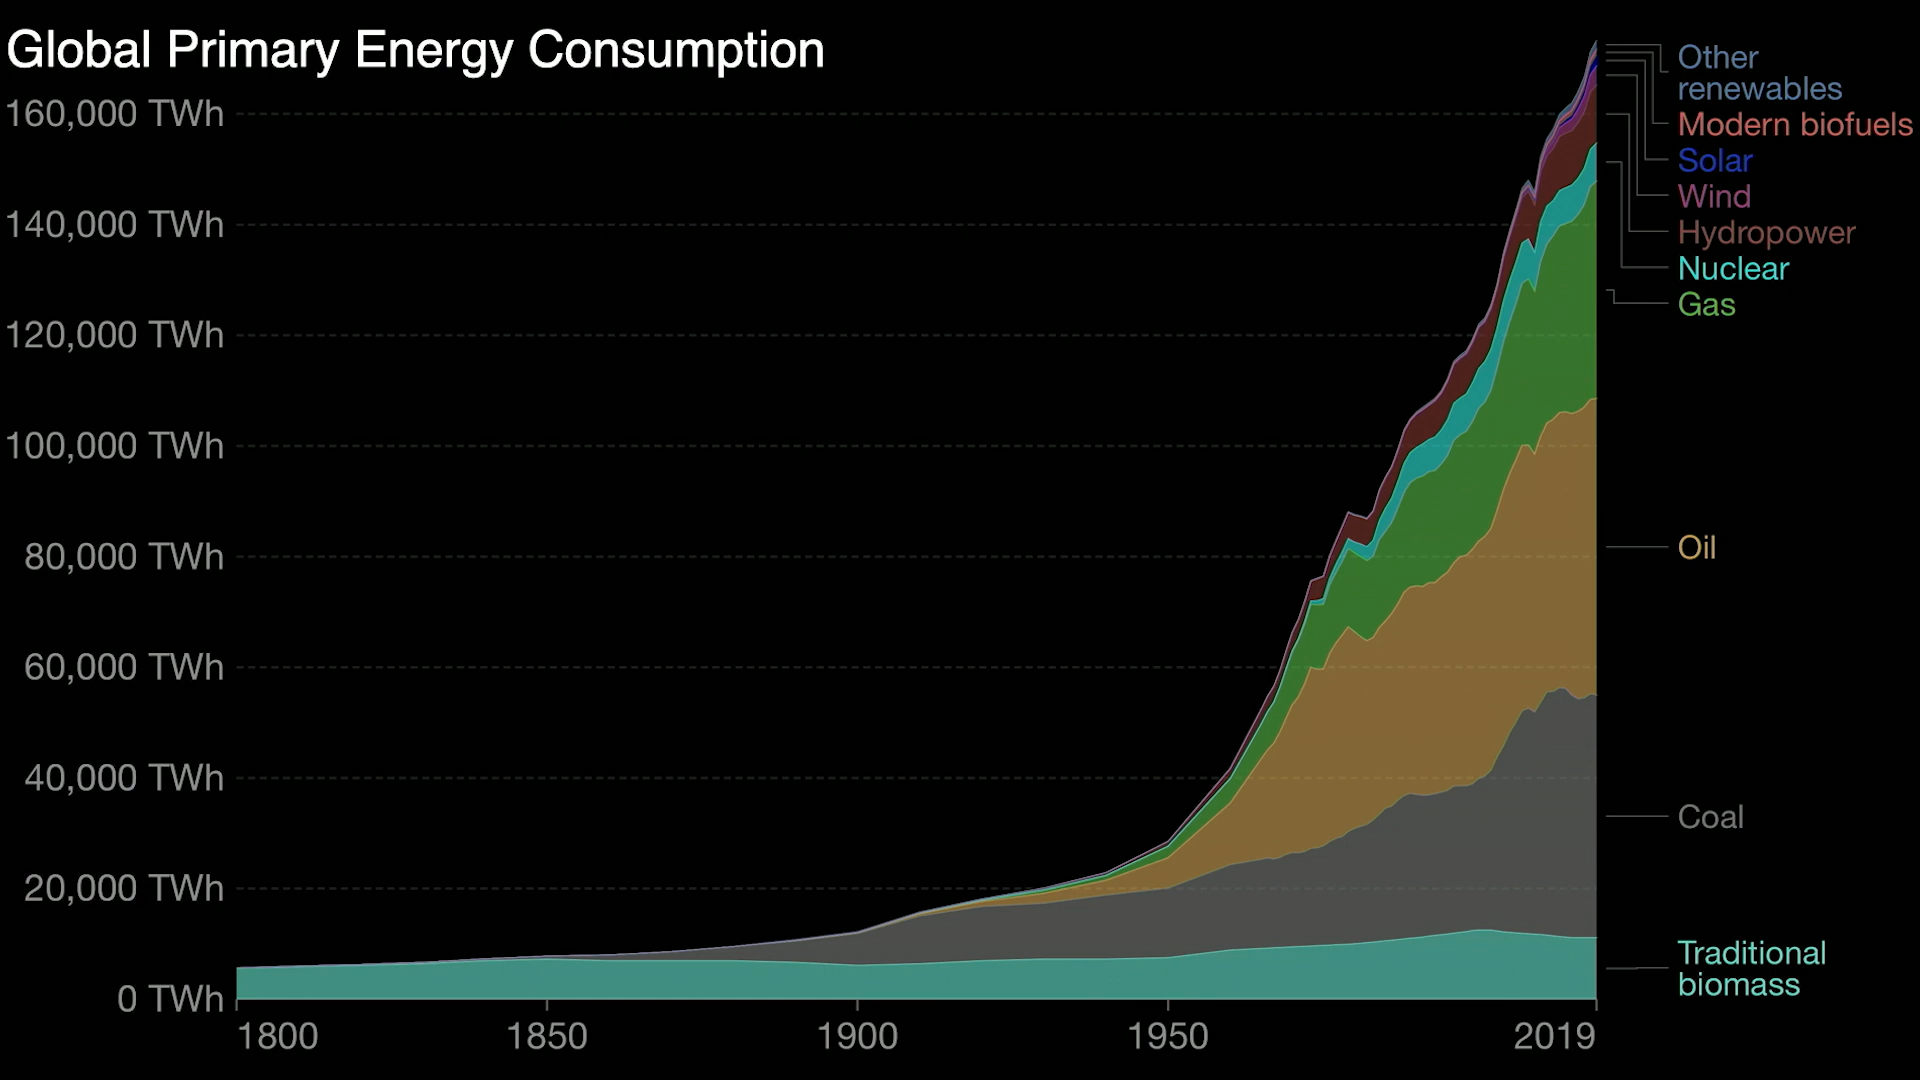 Global Primary Energy Consumption
160,000 TWh
140,000 TWh
120,000 TWh
100,000 TWh
80,000 TWh
60,000 TWh
40,000 TWh
20,000 TWh
0 TWh
1800
1850
1900
1950
2019
Other
renewables
Modern biofuels
Solar
Wind
Hydropower
Nuclear
Gas
Oil
Coal
Traditional
biomass